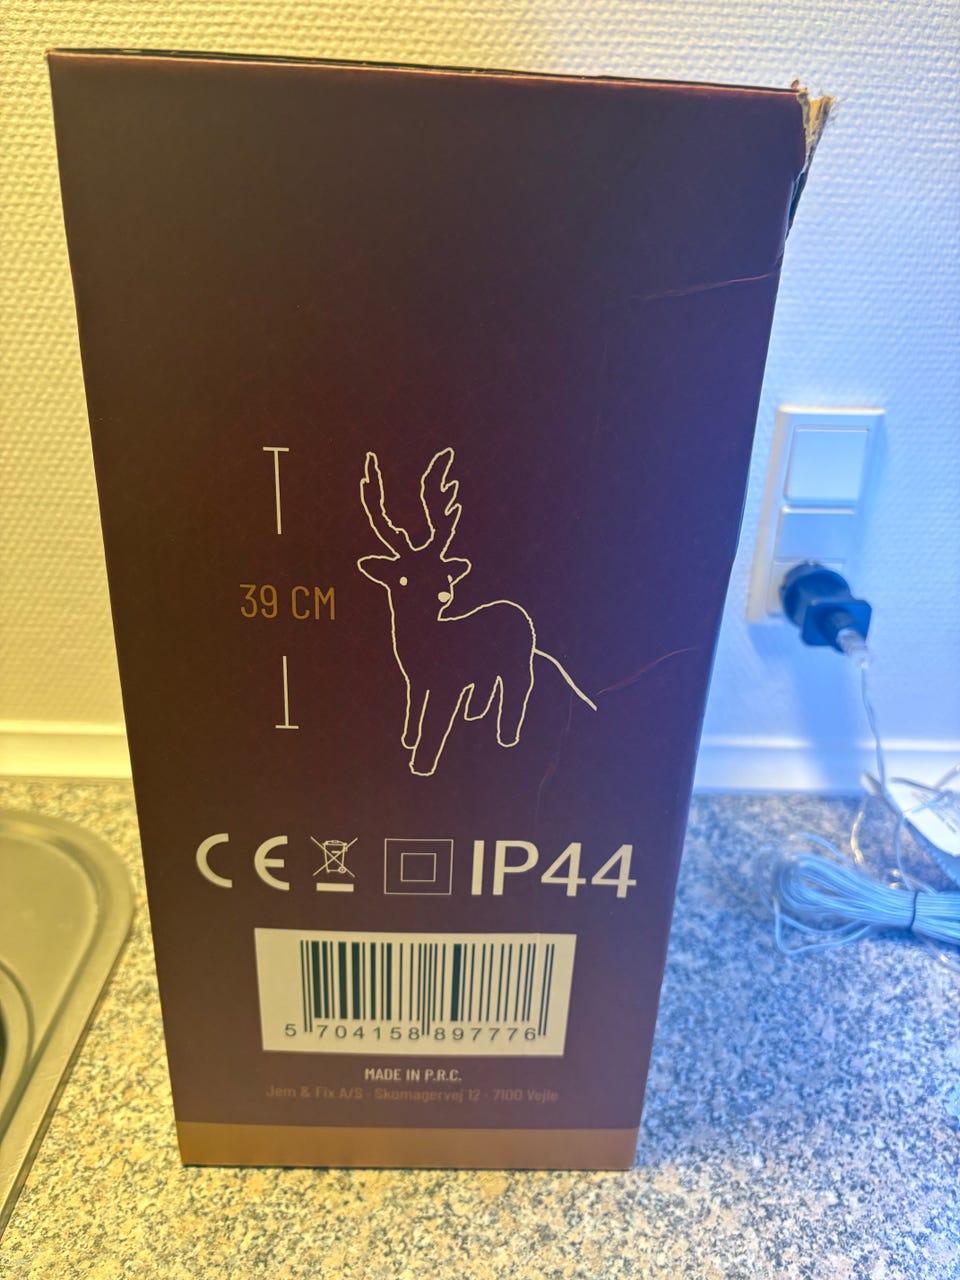 39 CM
CE IP44
5 704158 897776
MADE IN P.R.C.
Jem & Fix A/S · Skomagervej 12 · 7100 Vejle